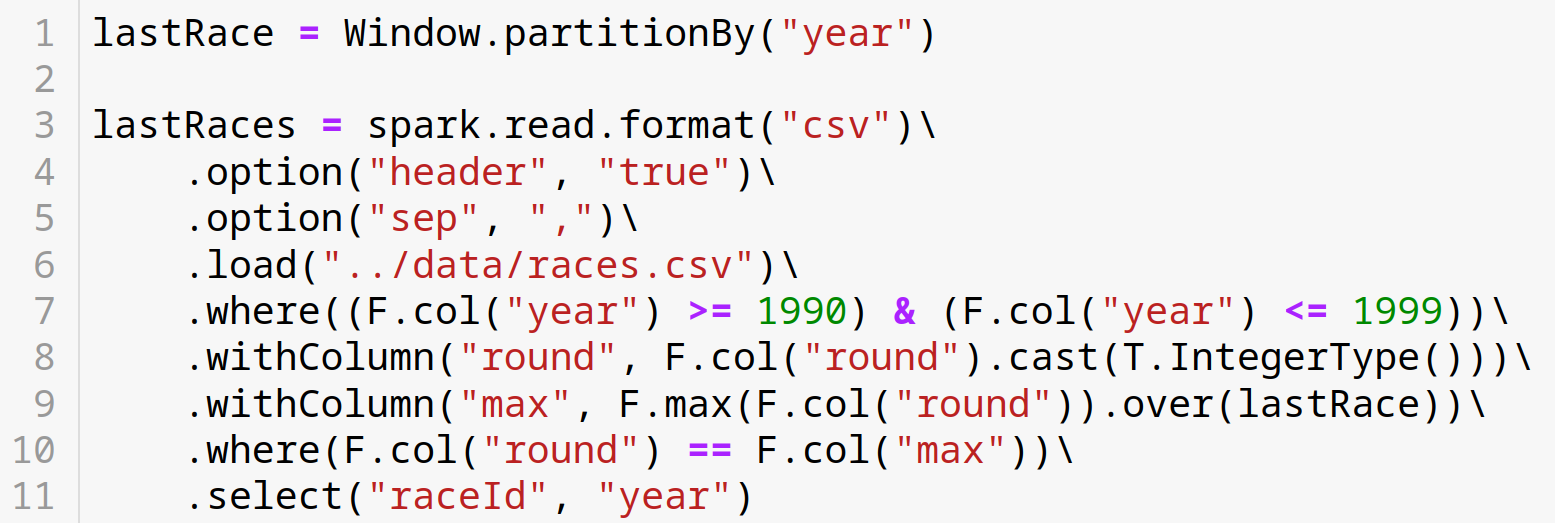 1 lastRace = Window.partitionBy("year")
2
3 lastRaces = spark.read.format("csv")\
4     .option("header", "true")\
5     .option("sep", ",")\
6     .load("../data/races.csv")\
7     .where((F.col("year") >= 1990) & (F.col("year") <= 1999))\
8     .withColumn("round", F.col("round").cast(T.IntegerType()))\
9     .withColumn("max", F.max(F.col("round")).over(lastRace))\
10     .where(F.col("round") == F.col("max"))\
11     .select("raceId", "year")